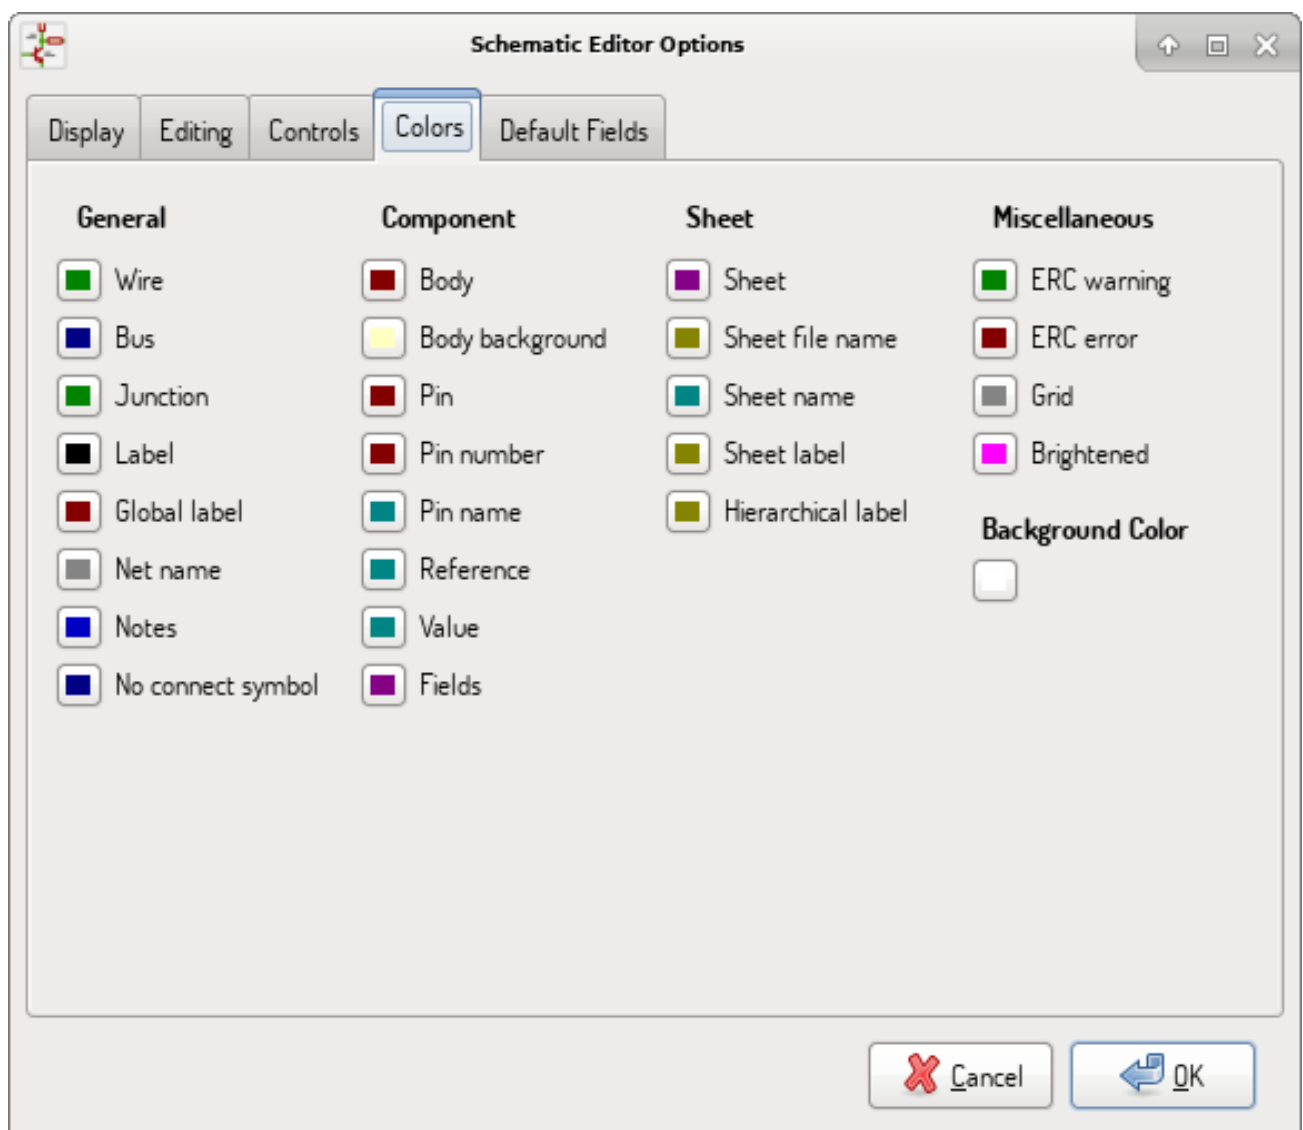 Schematic Editor Options
Display Editing Controls Colors Default Fields
General Component Sheet Miscellaneous
Wire Body Sheet ERC warning
Bus Body background Sheet file name ERC error
Junction Pin Sheet name Grid
Label Pin number Sheet label Brightened
Global label Pin name Hierarchical label
Background Color
Net name Reference
Notes Value
No connect symbol Fields
Cancel OK